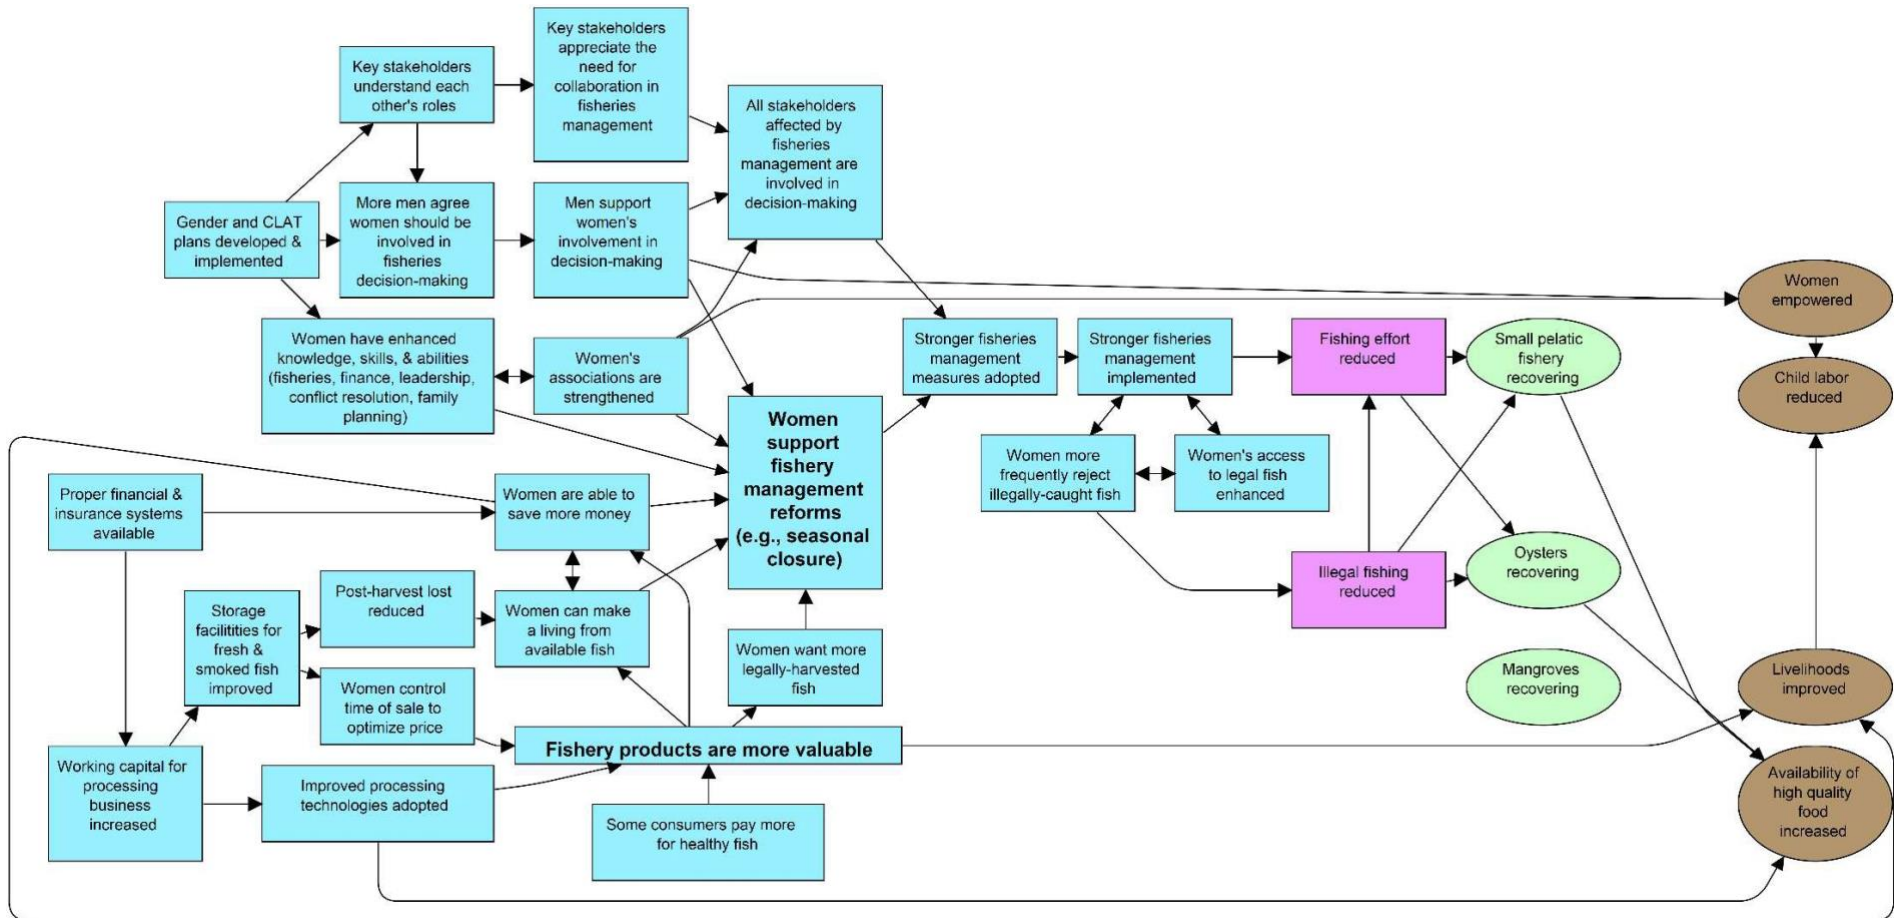 Key stakeholders
appreciate the
need for
collaboration in
fisheries
management
Key stakeholders
understand each
other's roles
All stakeholders
affected by
fisheries
management are
involved in
decision-making
Gender and CLAT
plans developed &
implemented
More men agree
women should be
involved in
fisheries
decision-making
Men support
women's
involvement in
decision-making
Women
empowered
Women have enhanced
knowledge, skills, & abilities
(fisheries, finance, leadership,
conflict resolution, family
planning)
Women's
associations are
strengthened
Stronger fisheries
management
measures adopted
Stronger fisheries
management
implemented
Fishing effort
reduced
Small pelatic
fishery
recovering
Child labor
reduced
Women
support
fishery
management
reforms
(e.g., seasonal
closure)
Women more
frequently reject
illegally-caught fish
Women's access
to legal fish
enhanced
Proper financial &
insurance systems
available
Women are able to
save more money
Oysters
recovering
Illegal fishing
reduced
Storage
facilitities for
fresh &
smoked fish
improved
Post-harvest lost
reduced
Women can make
a living from
available fish
Women want more
legally-harvested
fish
Mangroves
recovering
Livelihoods
improved
Women control
time of sale to
optimize price
Fishery products are more valuable
Working capital for
processing
business
increased
Improved processing
technologies adopted
Some consumers pay more
for healthy fish
Availability of
high quality
food
increased